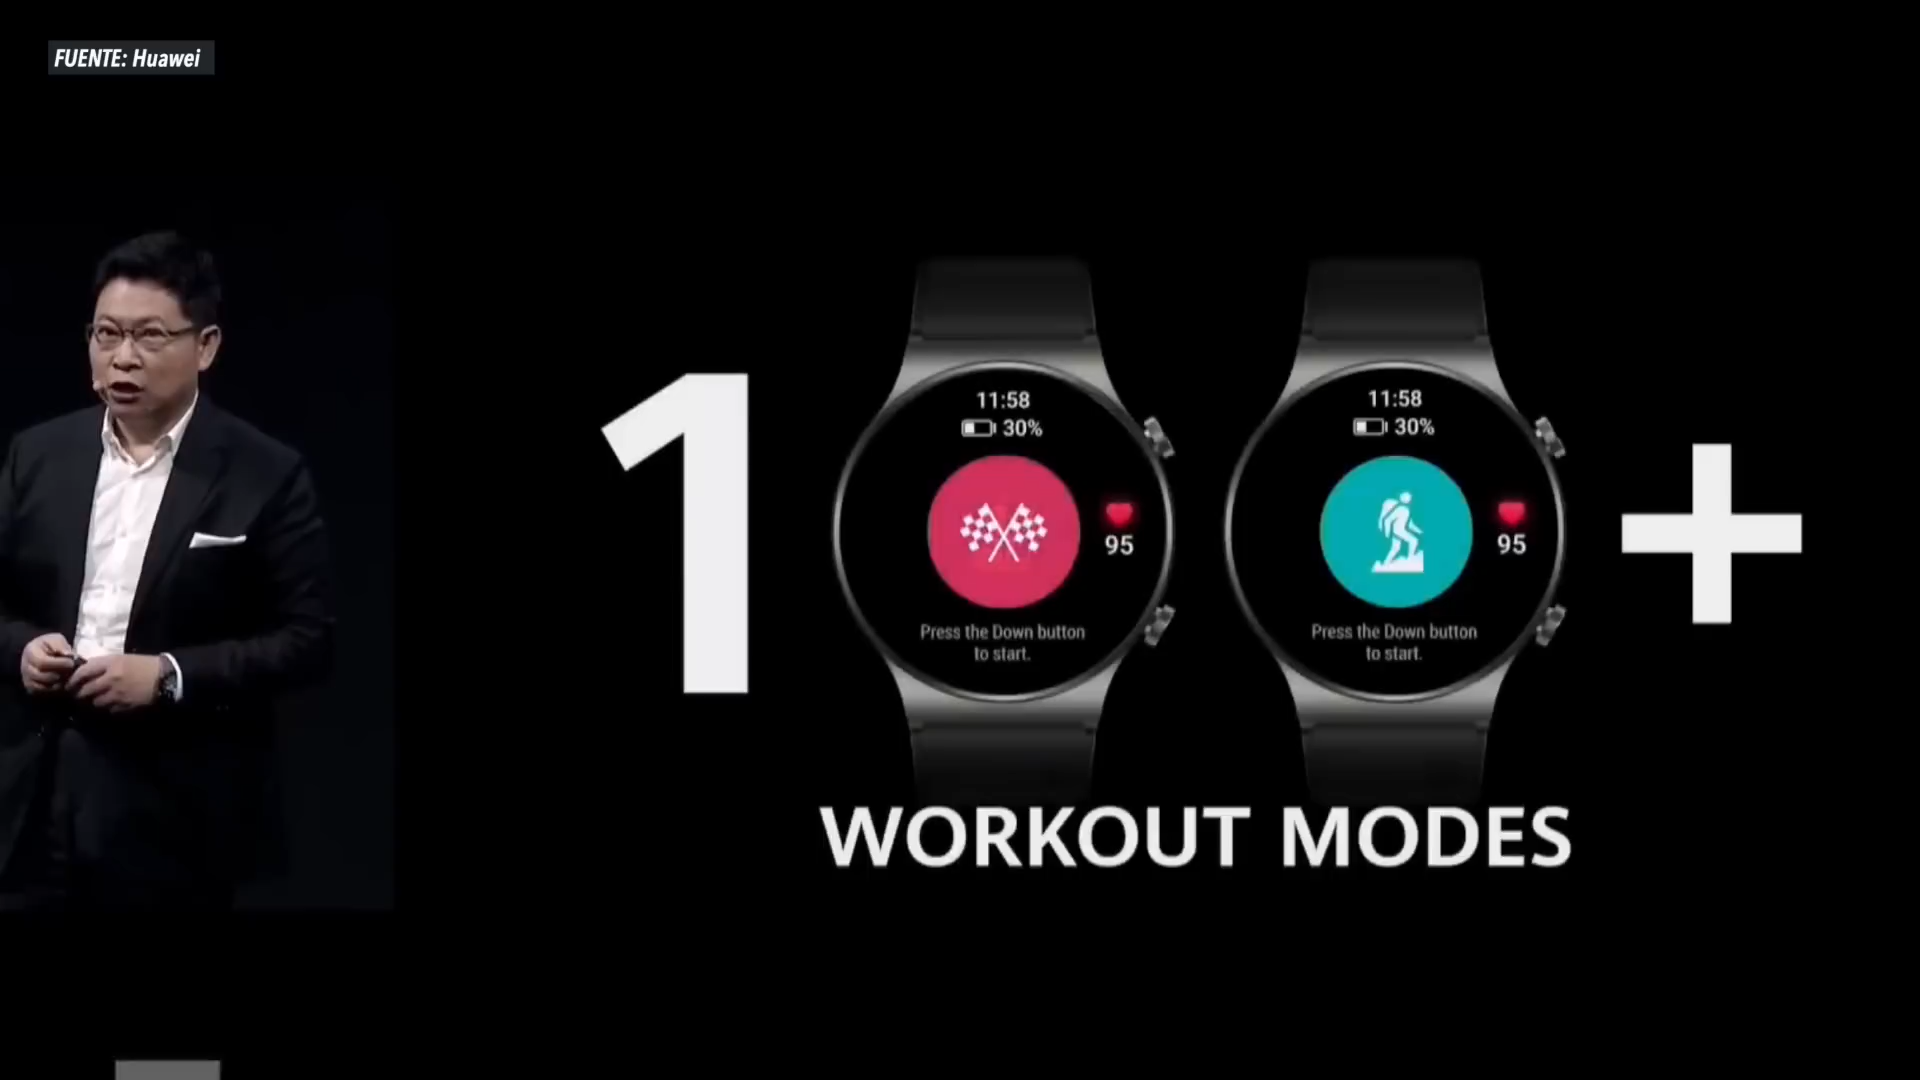 FUENTE: Huawei
1 +
11:58
30%
95
Press the Down button
to start.
11:58
30%
95
Press the Down button
to start.
WORKOUT MODES